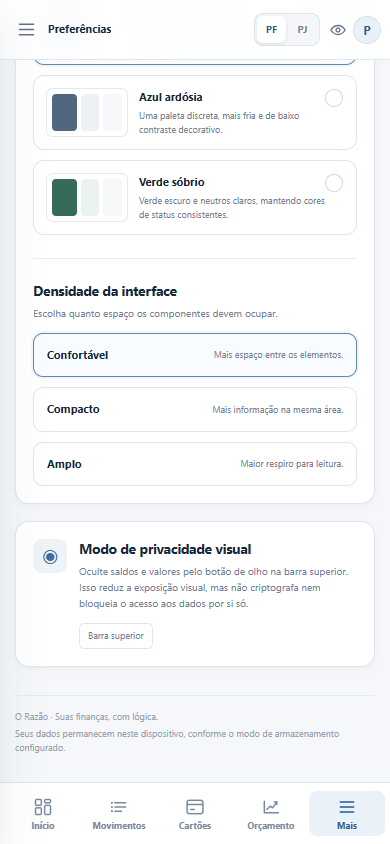 Preferências
PF
PJ
P
Azul ardósia
Uma paleta discreta, mais fria e de baixo
contraste decorativo.
Verde sóbrio
Verde escuro e neutros claros, mantendo cores
de status consistentes.
Densidade da interface
Escolha quanto espaço os componentes devem ocupar.
Confortável
Mais espaço entre os elementos.
Compacto
Mais informação na mesma área.
Amplo
Maior respiro para leitura.
Modo de privacidade visual
Oculte saldos e valores pelo botão de olho na barra superior.
Isso reduz a exposição visual, mas não criptografa nem
bloqueia o acesso aos dados por si só.
Barra superior
O Razão · Suas finanças, com lógica.
Seus dados permanecem neste dispositivo, conforme o modo de armazenamento
configurado.
Início
Movimentos
Cartões
Orçamento
Mais